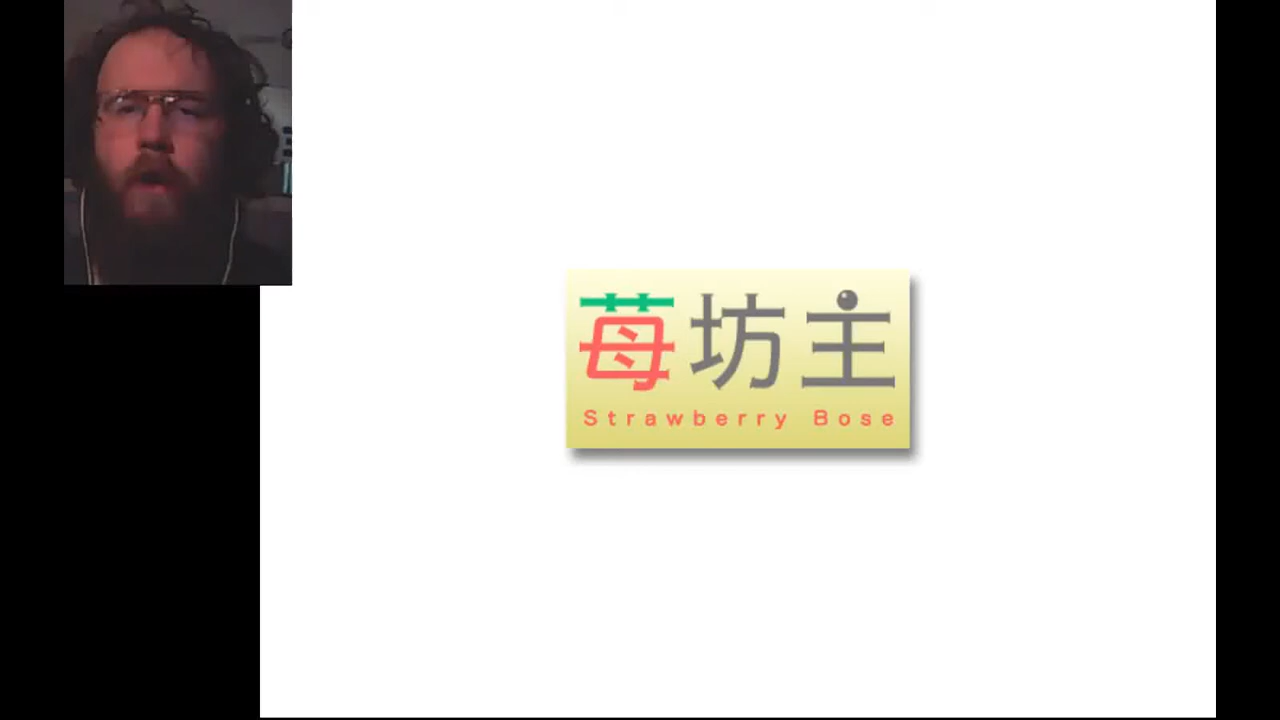 苺坊主
Strawberry Bose